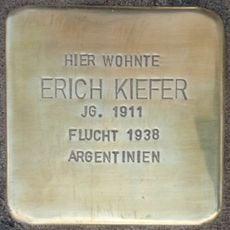 HIER WOHNTE
ERICH KIEFER
JG. 1911
FLUCHT 1938
ARGENTINIEN